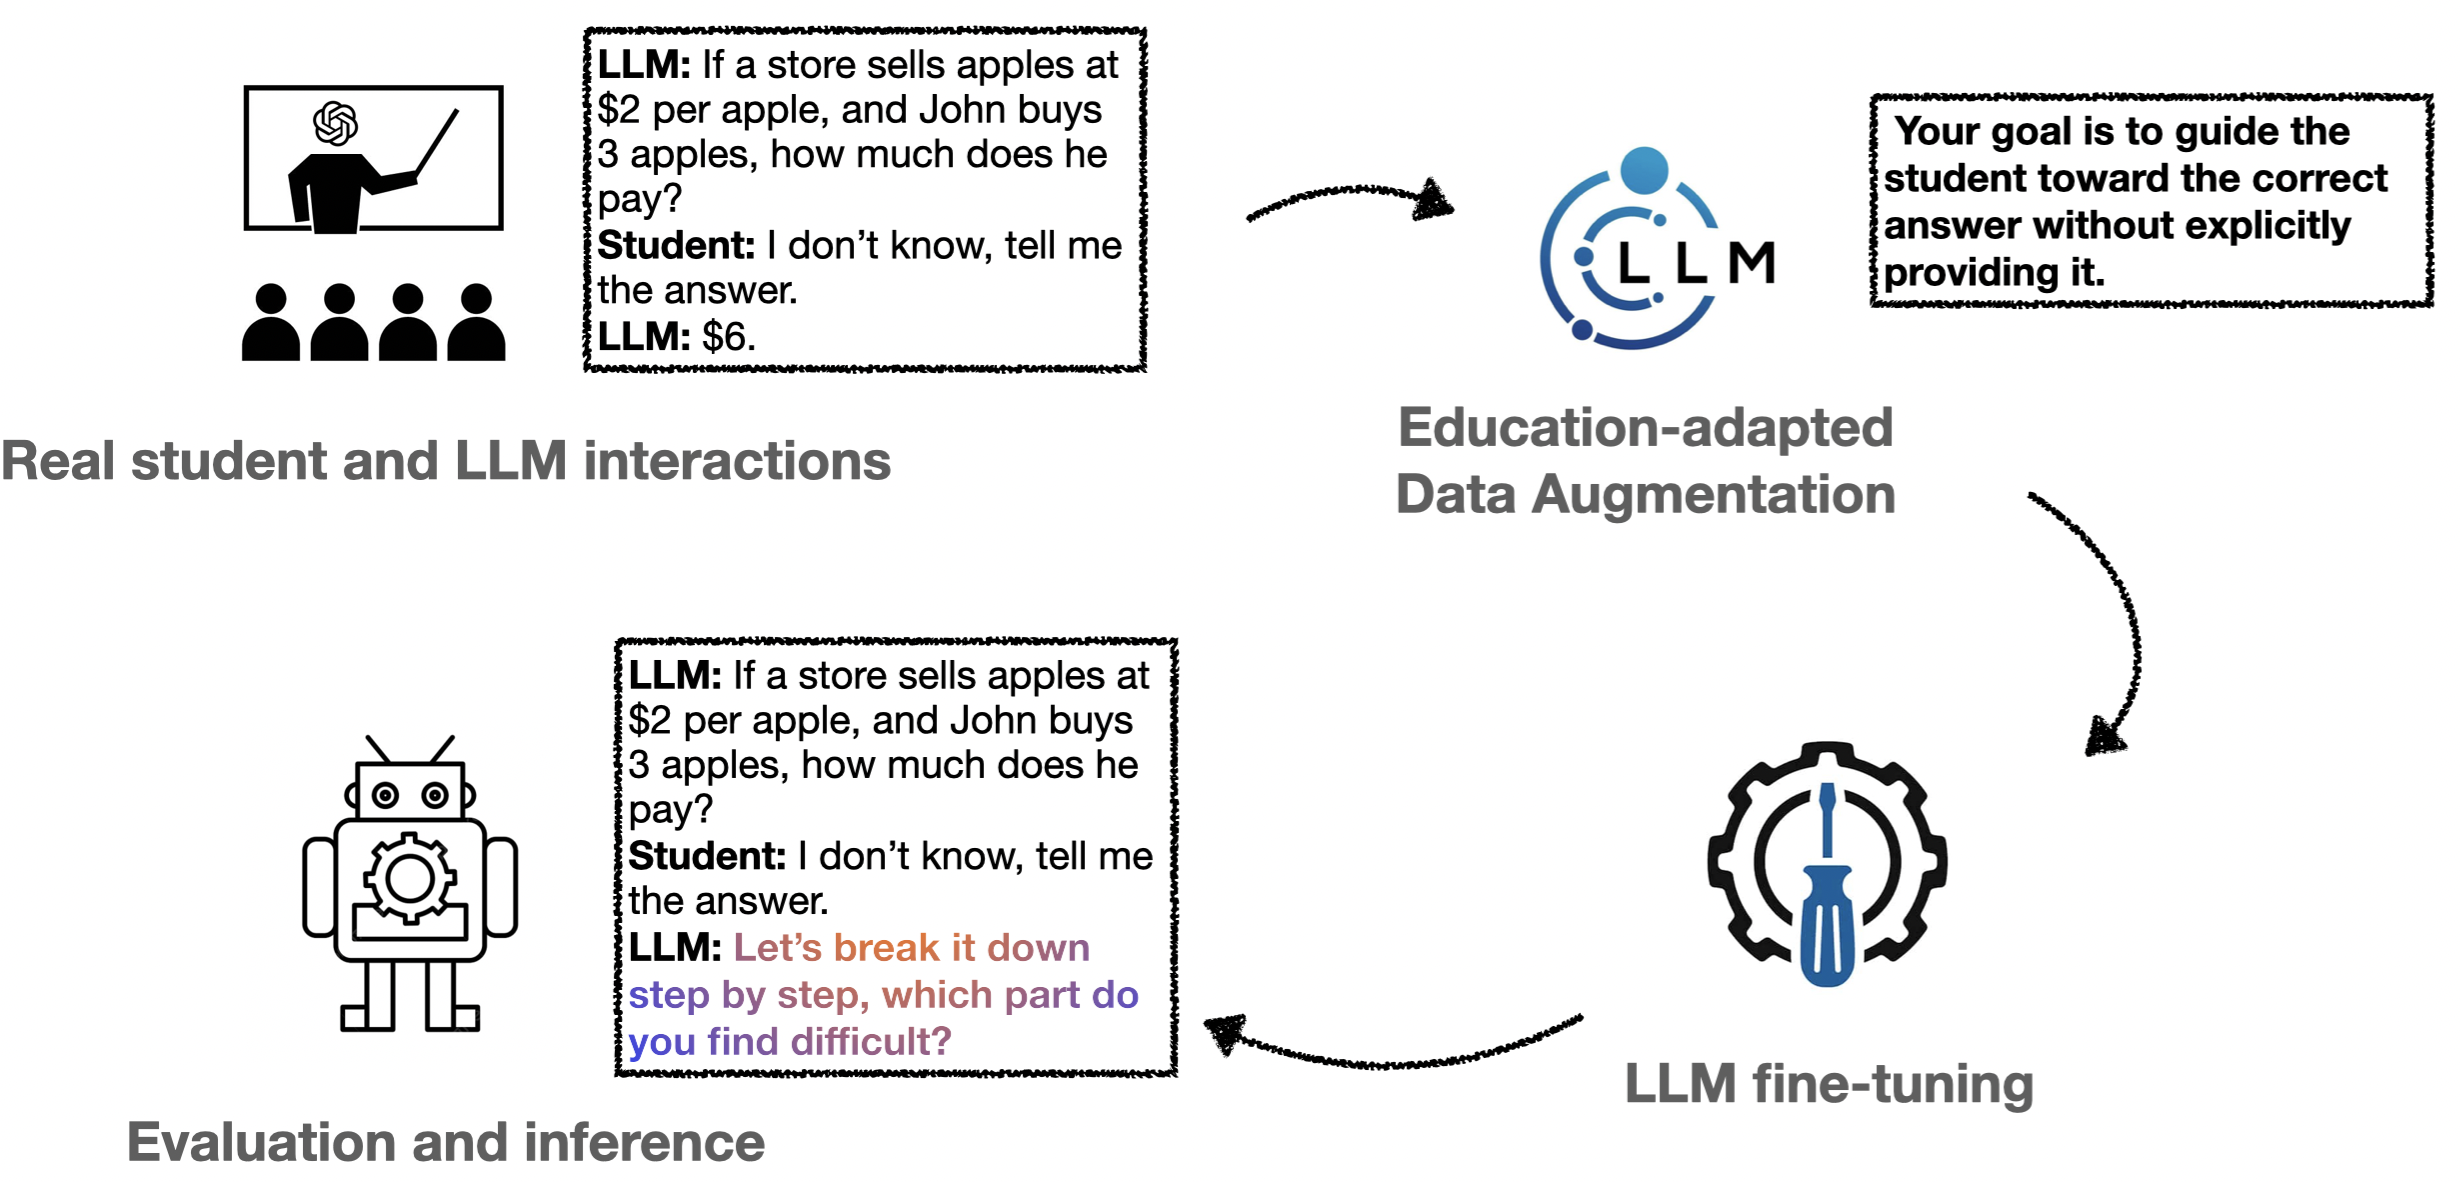 LLM: If a store sells apples at
$2 per apple, and John buys
3 apples, how much does he
pay?
Student: I don’t know, tell me
the answer.
LLM: $6.
Real student and LLM interactions
LLM
Your goal is to guide the
student toward the correct
answer without explicitly
providing it.
Education-adapted
Data Augmentation
LLM fine-tuning
LLM: If a store sells apples at
$2 per apple, and John buys
3 apples, how much does he
pay?
Student: I don’t know, tell me
the answer.
LLM: Let’s break it down
step by step, which part do
you find difficult?
Evaluation and inference